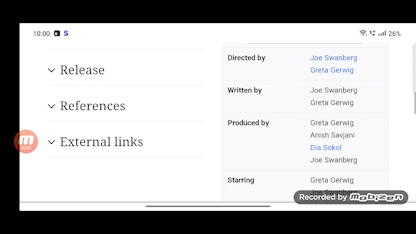 10:00 S 26%
Release
References
External links
Directed by Joe Swanberg
Greta Gerwig
Written by Joe Swanberg
Greta Gerwig
Produced by Greta Gerwig
Anish Savjani
Dia Sokol
Joe Swanberg
Starring Greta Gerwig
Recorded by mobizen